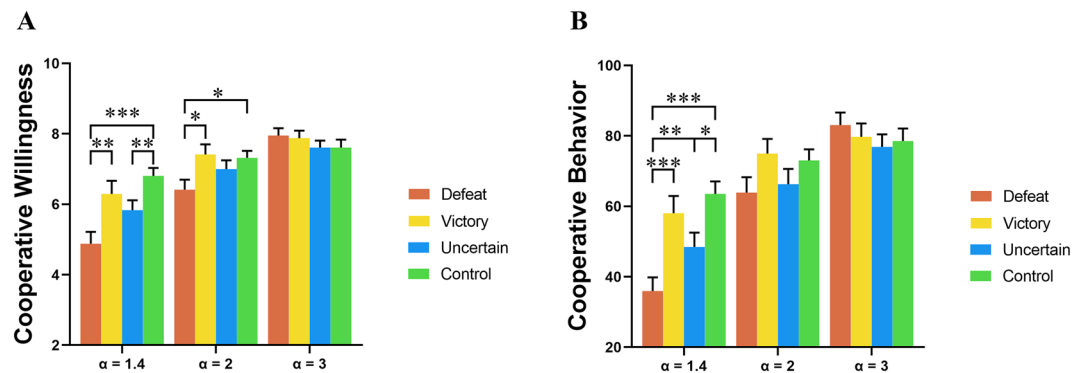 A
Cooperative Willingness
10
8
6
4
2
***
**
**
*
*
α = 1.4
α = 2
α = 3
Defeat
Victory
Uncertain
Control
B
Cooperative Behavior
100
80
60
40
20
***
**
*
***
α = 1.4
α = 2
α = 3
Defeat
Victory
Uncertain
Control